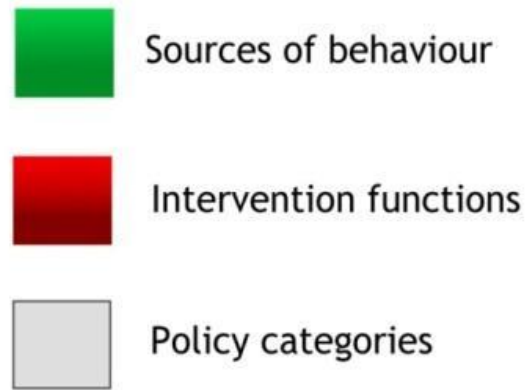 Sources of behaviour
Intervention functions
Policy categories